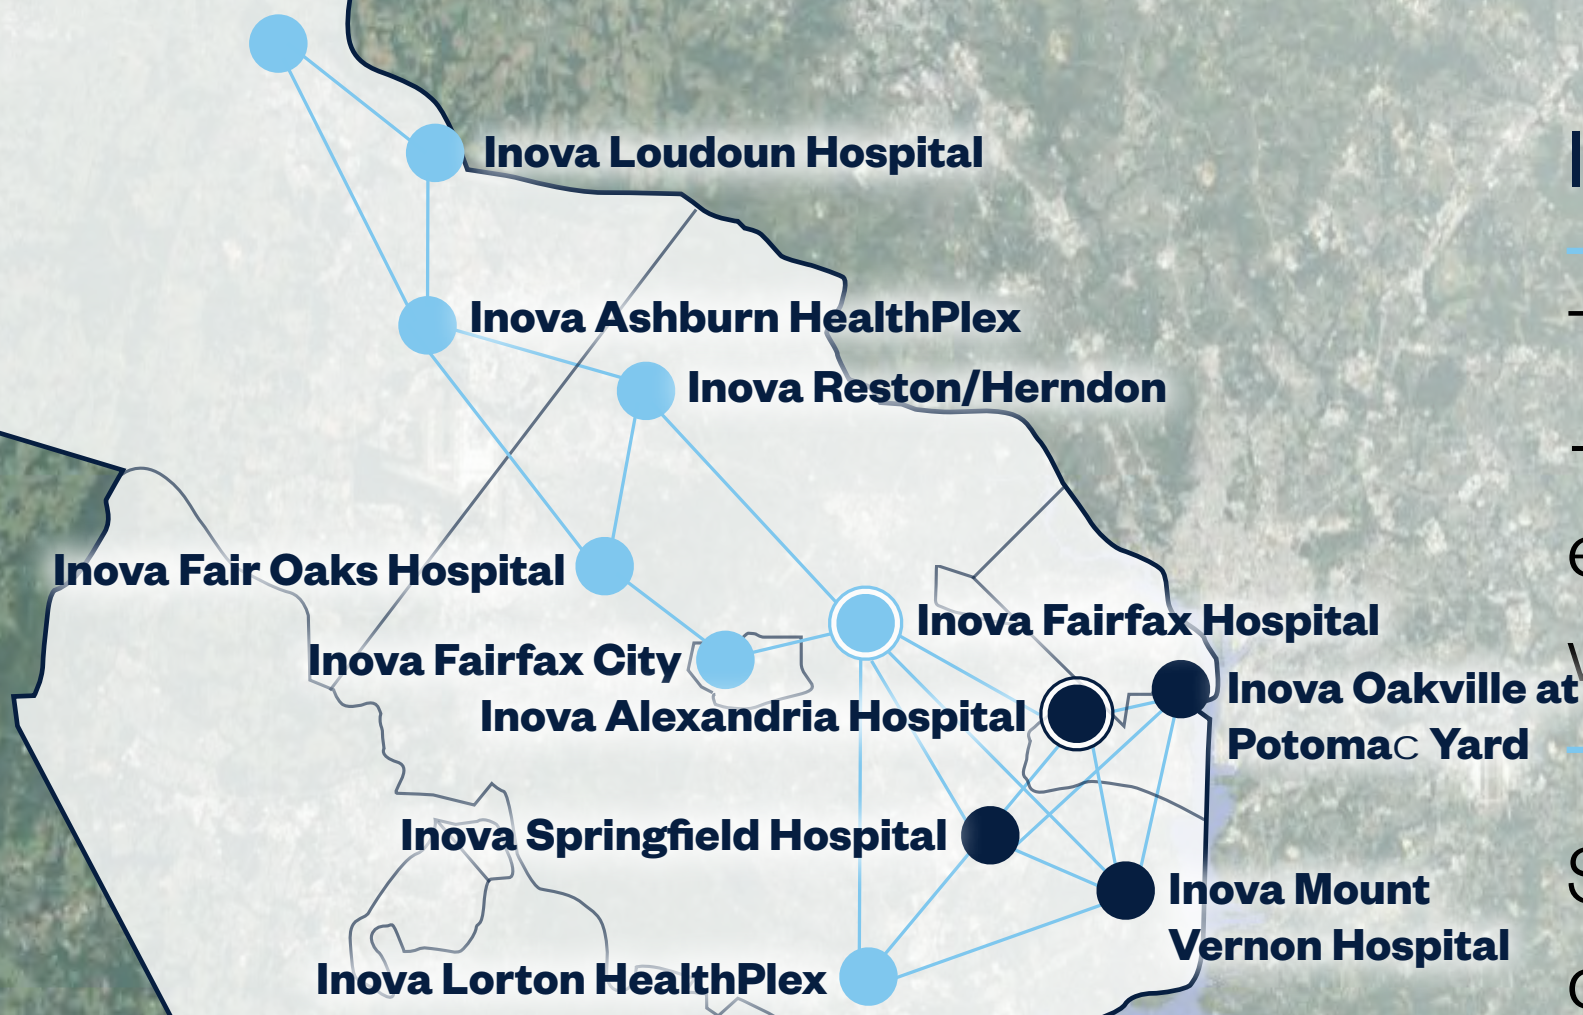 Inova Loudoun Hospital
Inova Ashburn HealthPlex
Inova Reston/Herndon
Inova Fair Oaks Hospital
Inova Fairfax Hospital
Inova Fairfax City
Inova Oakville at
Potomac Yard
Inova Alexandria Hospital
Inova Springfield Hospital
Inova Mount
Vernon Hospital
Inova Lorton HealthPlex